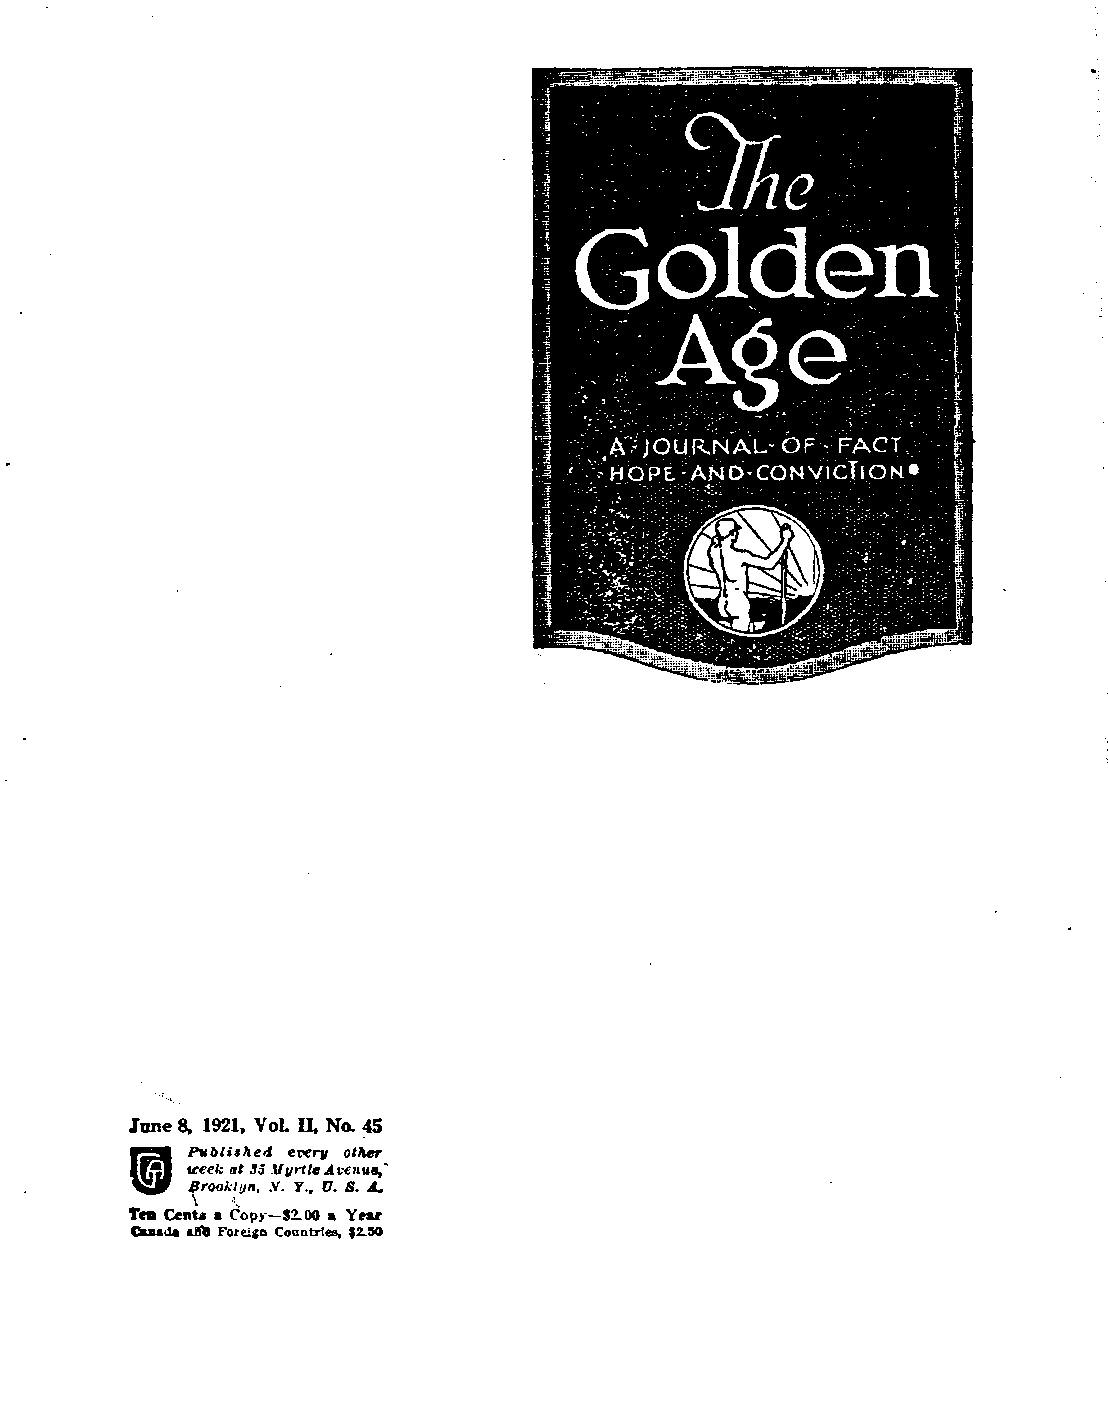 The
Golden
Age
A-JOURNAL-OF-FACT
HOPE-AND-CONVICTION
June 8, 1921, Vol. II, No. 45
Published every other
week at 35 Myrtle Avenue,
Brooklyn, N. Y., U. S. A.
Ten Cents a Copy—$2.00 a Year
Canada and Foreign Countries, $2.50